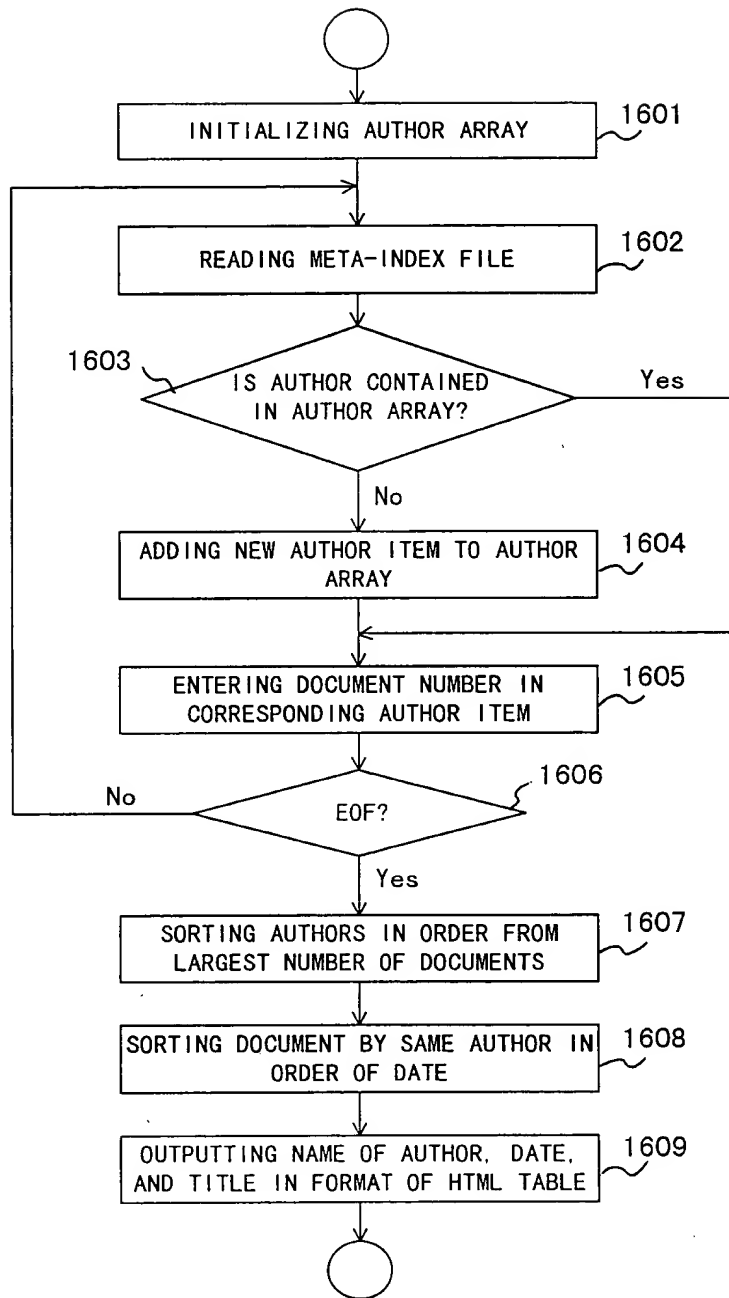 INITIALIZING AUTHOR ARRAY
1601
READING META-INDEX FILE
1602
1603
IS AUTHOR CONTAINED
IN AUTHOR ARRAY?
Yes
No
ADDING NEW AUTHOR ITEM TO AUTHOR
ARRAY
1604
ENTERING DOCUMENT NUMBER IN
CORRESPONDING AUTHOR ITEM
1605
No
EOF?
1606
Yes
SORTING AUTHORS IN ORDER FROM
LARGEST NUMBER OF DOCUMENTS
1607
SORTING DOCUMENT BY SAME AUTHOR IN
ORDER OF DATE
1608
OUTPUTTING NAME OF AUTHOR, DATE,
AND TITLE IN FORMAT OF HTML TABLE
1609